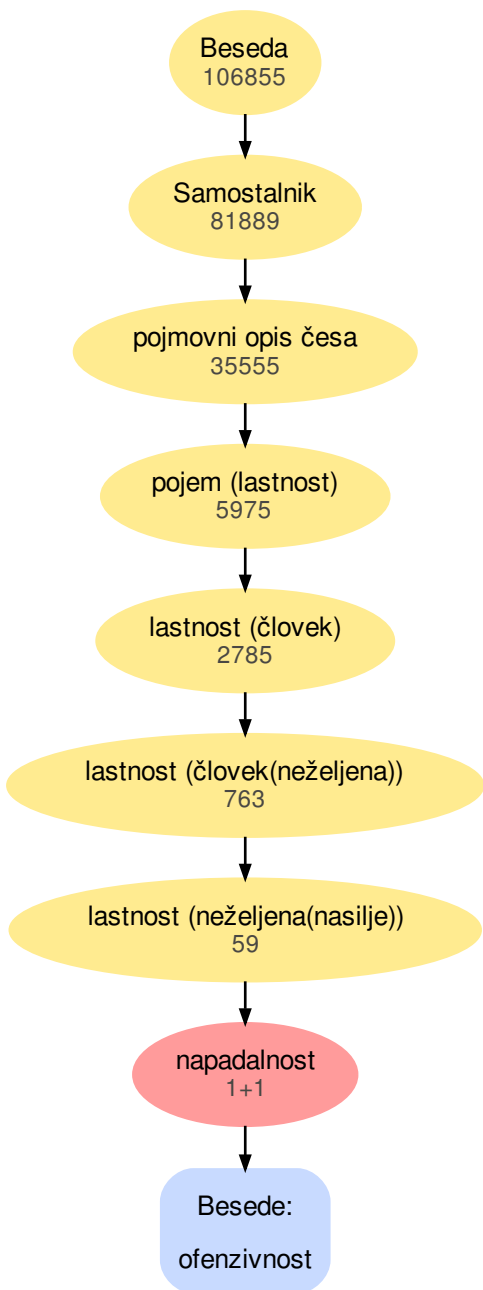 Beseda
106855
Samostalnik
81889
pojmovni opis česa
35555
pojem (lastnost)
5975
lastnost (človek)
2785
lastnost (človek(neželjena))
763
lastnost (neželjena(nasilje))
59
napadalnost
1+1
Besede:
ofenzivnost